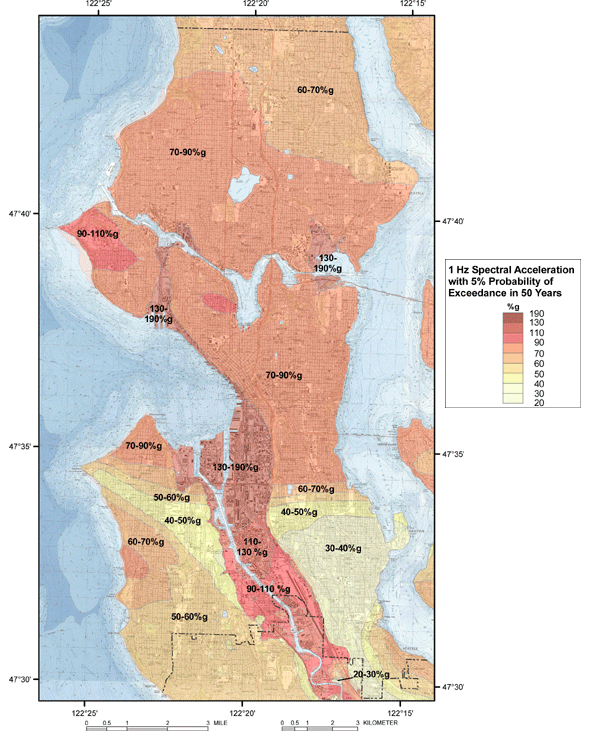 122°25'
122°20'
122°15'
60-70%g
70-90%g
47°40'
47°40'
90-110%g
130-
190%g
130-
190%g
1 Hz Spectral Acceleration
with 5% Probability of
Exceedance in 50 Years
%g
190
130
110
90
70
60
50
40
30
20
70-90%g
70-90%g
47°35'
47°35'
130-190%g
50-60%g
60-70%g
40-50%g
40-50%g
60-70%g
110-
130 %g
30-40%g
90-110 %g
50-60%g
20-30%g
47°30'
47°30'
122°25'
122°20'
122°15'
0 0.5 1 2 3 MILE
0 0.5 1 2 3 KILOMETER